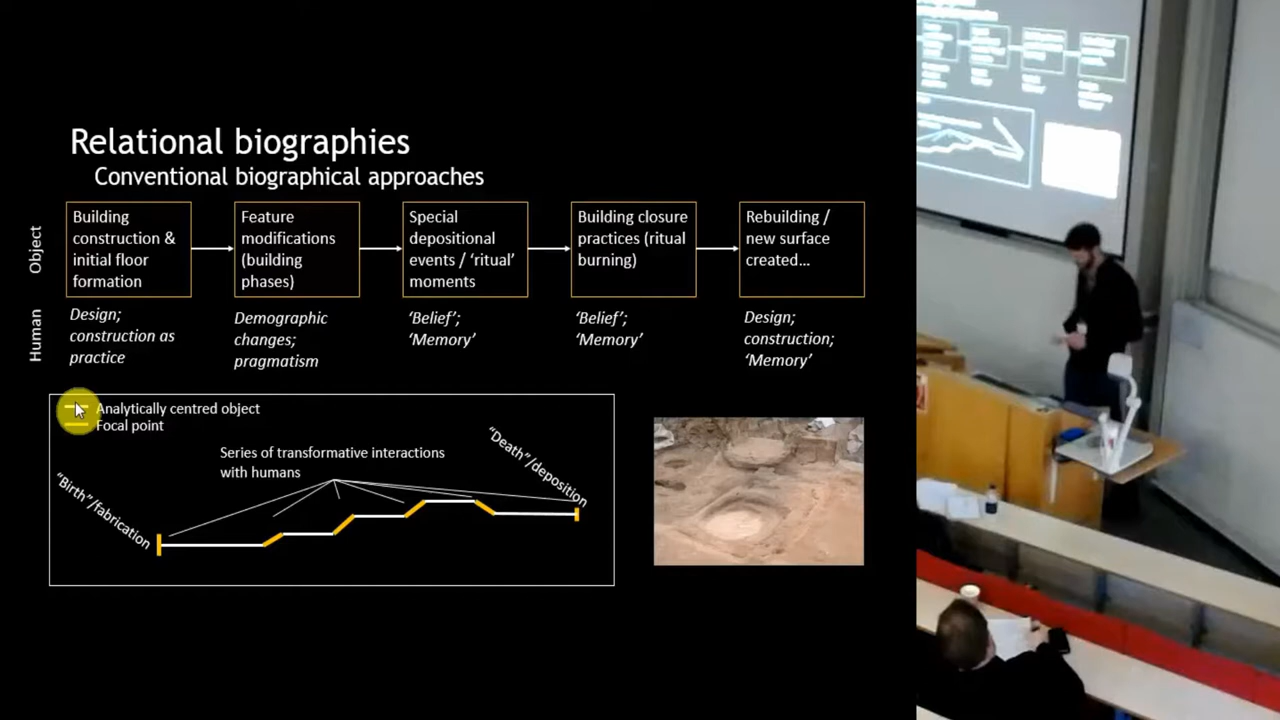 Relational biographies
Conventional biographical approaches
Object
Building
construction &
initial floor
formation
Feature
modifications
(building
phases)
Special
depositional
events / ‘ritual’
moments
Building closure
practices (ritual
burning)
Rebuilding /
new surface
created…
Human
Design;
construction as
practice
Demographic
changes;
pragmatism
‘Belief’;
‘Memory’
‘Belief’;
‘Memory’
Design;
construction;
‘Memory’
Analytically centred object
Focal point
Series of transformative interactions
with humans
"Birth"/fabrication
"Death"/deposition